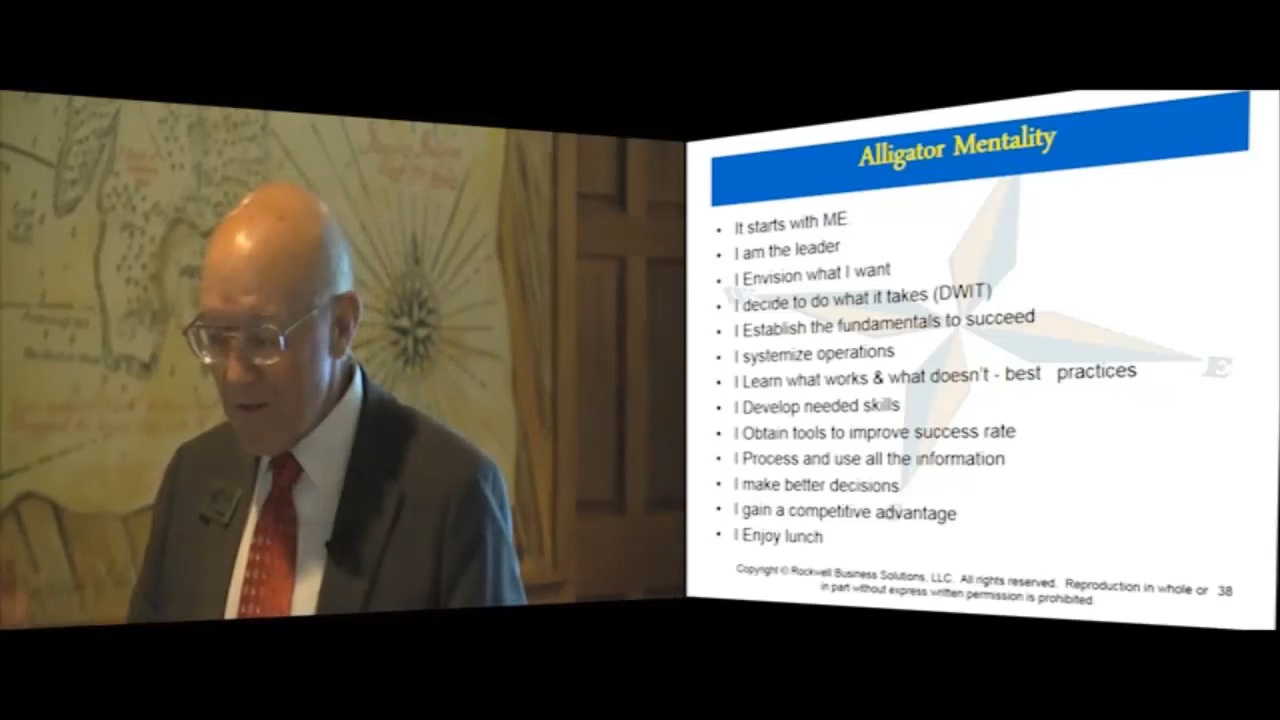 Alligator Mentality
• It starts with ME
• I am the leader
• I Envision what I want
• I decide to do what it takes (DWIT)
• I Establish the fundamentals to succeed
• I systemize operations
• I Learn what works & what doesn't - best practices
• I Develop needed skills
• I Obtain tools to improve success rate
• I Process and use all the information
• I make better decisions
• I gain a competitive advantage
• I Enjoy lunch
E
Copyright © Rockwell Business Solutions, LLC. All rights reserved. Reproduction in whole or 38
in part without express written permission is prohibited.